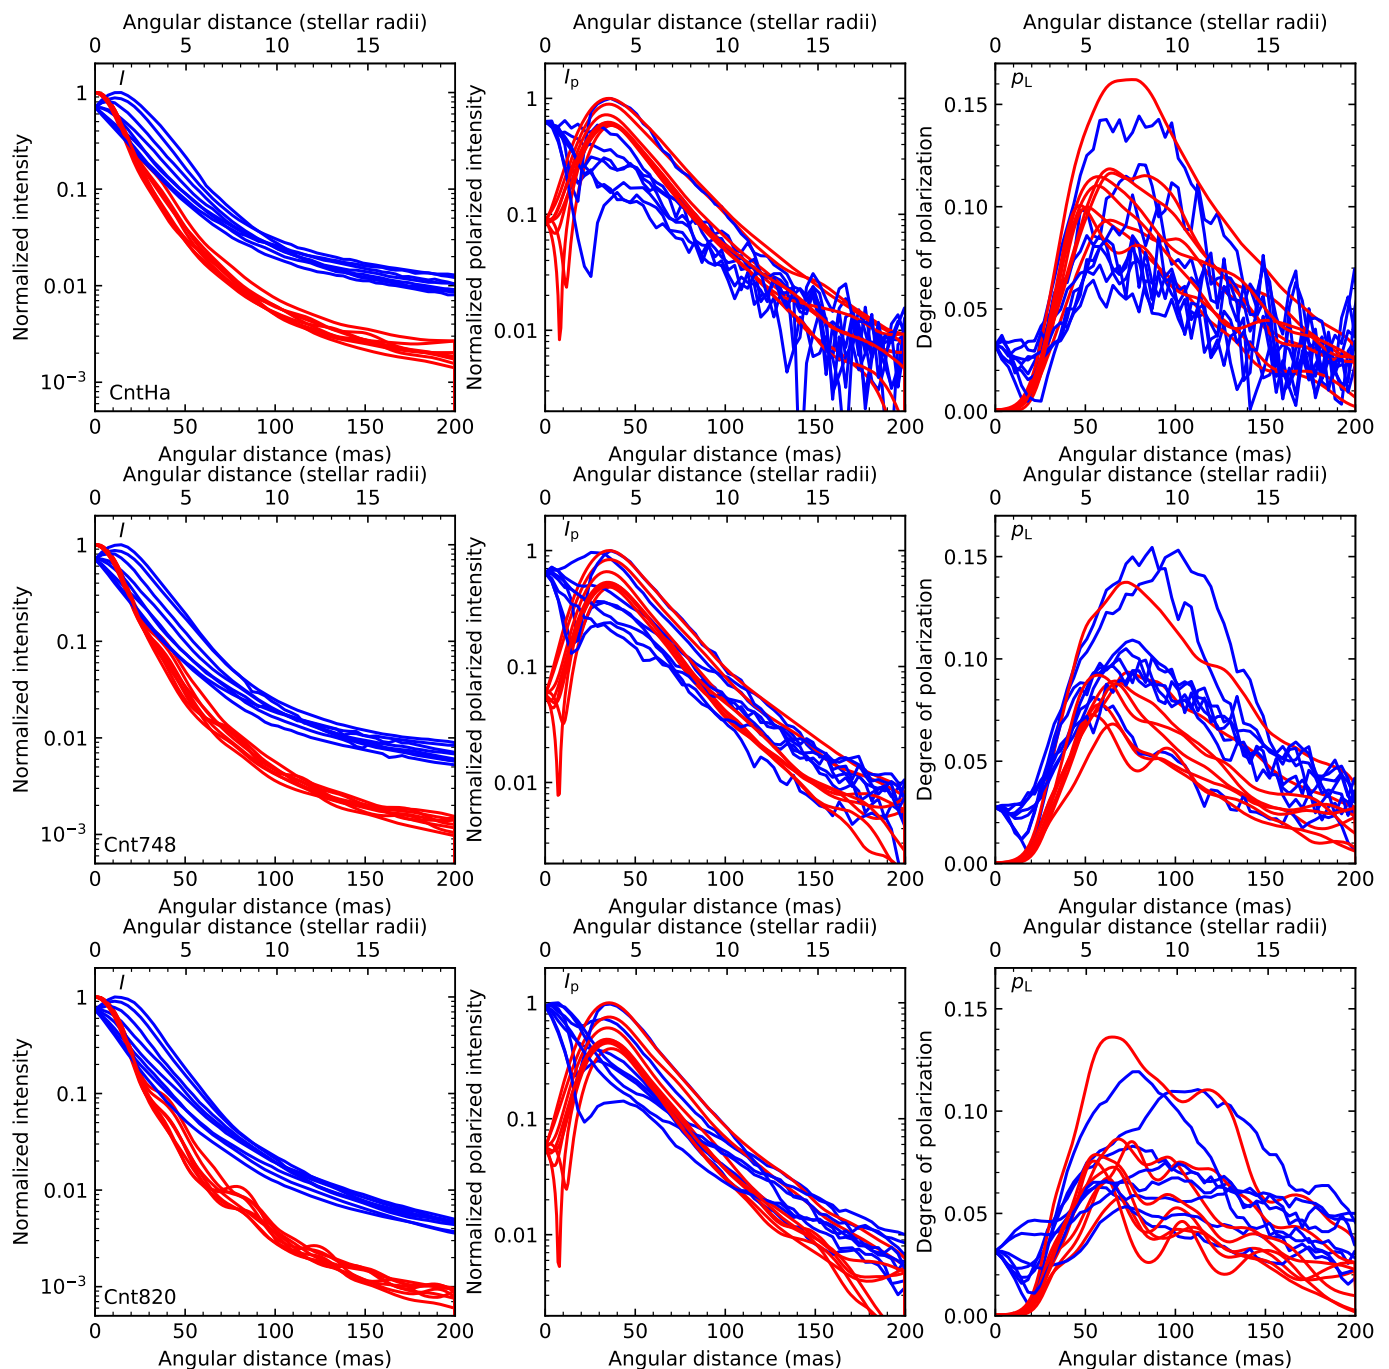 Angular distance (stellar radii) Angular distance (stellar radii) Angular distance (stellar radii)
0 5 10 15 0 5 10 15 0 5 10 15
I Ip pL
Normalized intensity
1
0.1
0.01
10−3
CntHa
0 50 100 150 200
Angular distance (mas)
Normalized polarized intensity
1
0.1
0.01
0 50 100 150 200
Angular distance (mas)
Degree of polarization
0.15
0.10
0.05
0.00
0 50 100 150 200
Angular distance (mas)
Angular distance (stellar radii) Angular distance (stellar radii) Angular distance (stellar radii)
0 5 10 15 0 5 10 15 0 5 10 15
I Ip pL
Normalized intensity
1
0.1
0.01
10−3
Cnt748
0 50 100 150 200
Angular distance (mas)
Normalized polarized intensity
1
0.1
0.01
0 50 100 150 200
Angular distance (mas)
Degree of polarization
0.15
0.10
0.05
0.00
0 50 100 150 200
Angular distance (mas)
Angular distance (stellar radii) Angular distance (stellar radii) Angular distance (stellar radii)
0 5 10 15 0 5 10 15 0 5 10 15
I Ip pL
Normalized intensity
1
0.1
0.01
10−3
Cnt820
0 50 100 150 200
Angular distance (mas)
Normalized polarized intensity
1
0.1
0.01
0 50 100 150 200
Angular distance (mas)
Degree of polarization
0.15
0.10
0.05
0.00
0 50 100 150 200
Angular distance (mas)